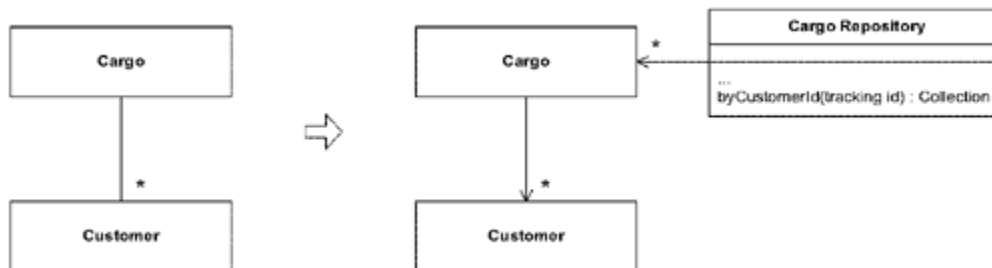 Cargo
*
Customer
Cargo
*
Customer
Cargo Repository
*
...
byCustomerId(tracking id) : Collection